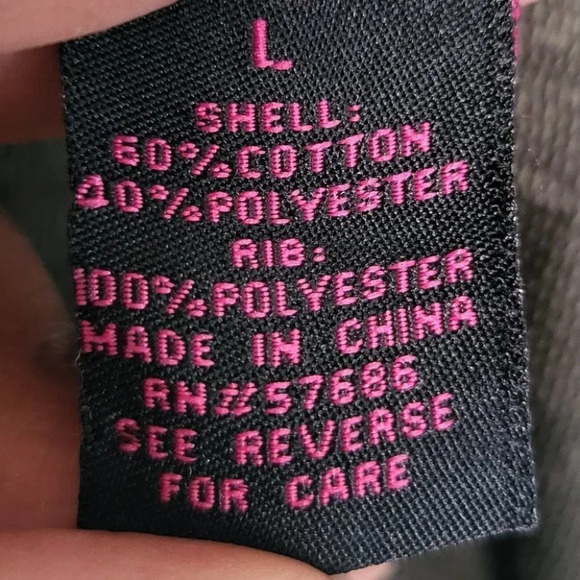 L
SHELL:
60%COTTON
40%POLYESTER
RIB:
100%POLYESTER
MADE IN CHINA
RN#57686
SEE REVERSE
FOR CARE